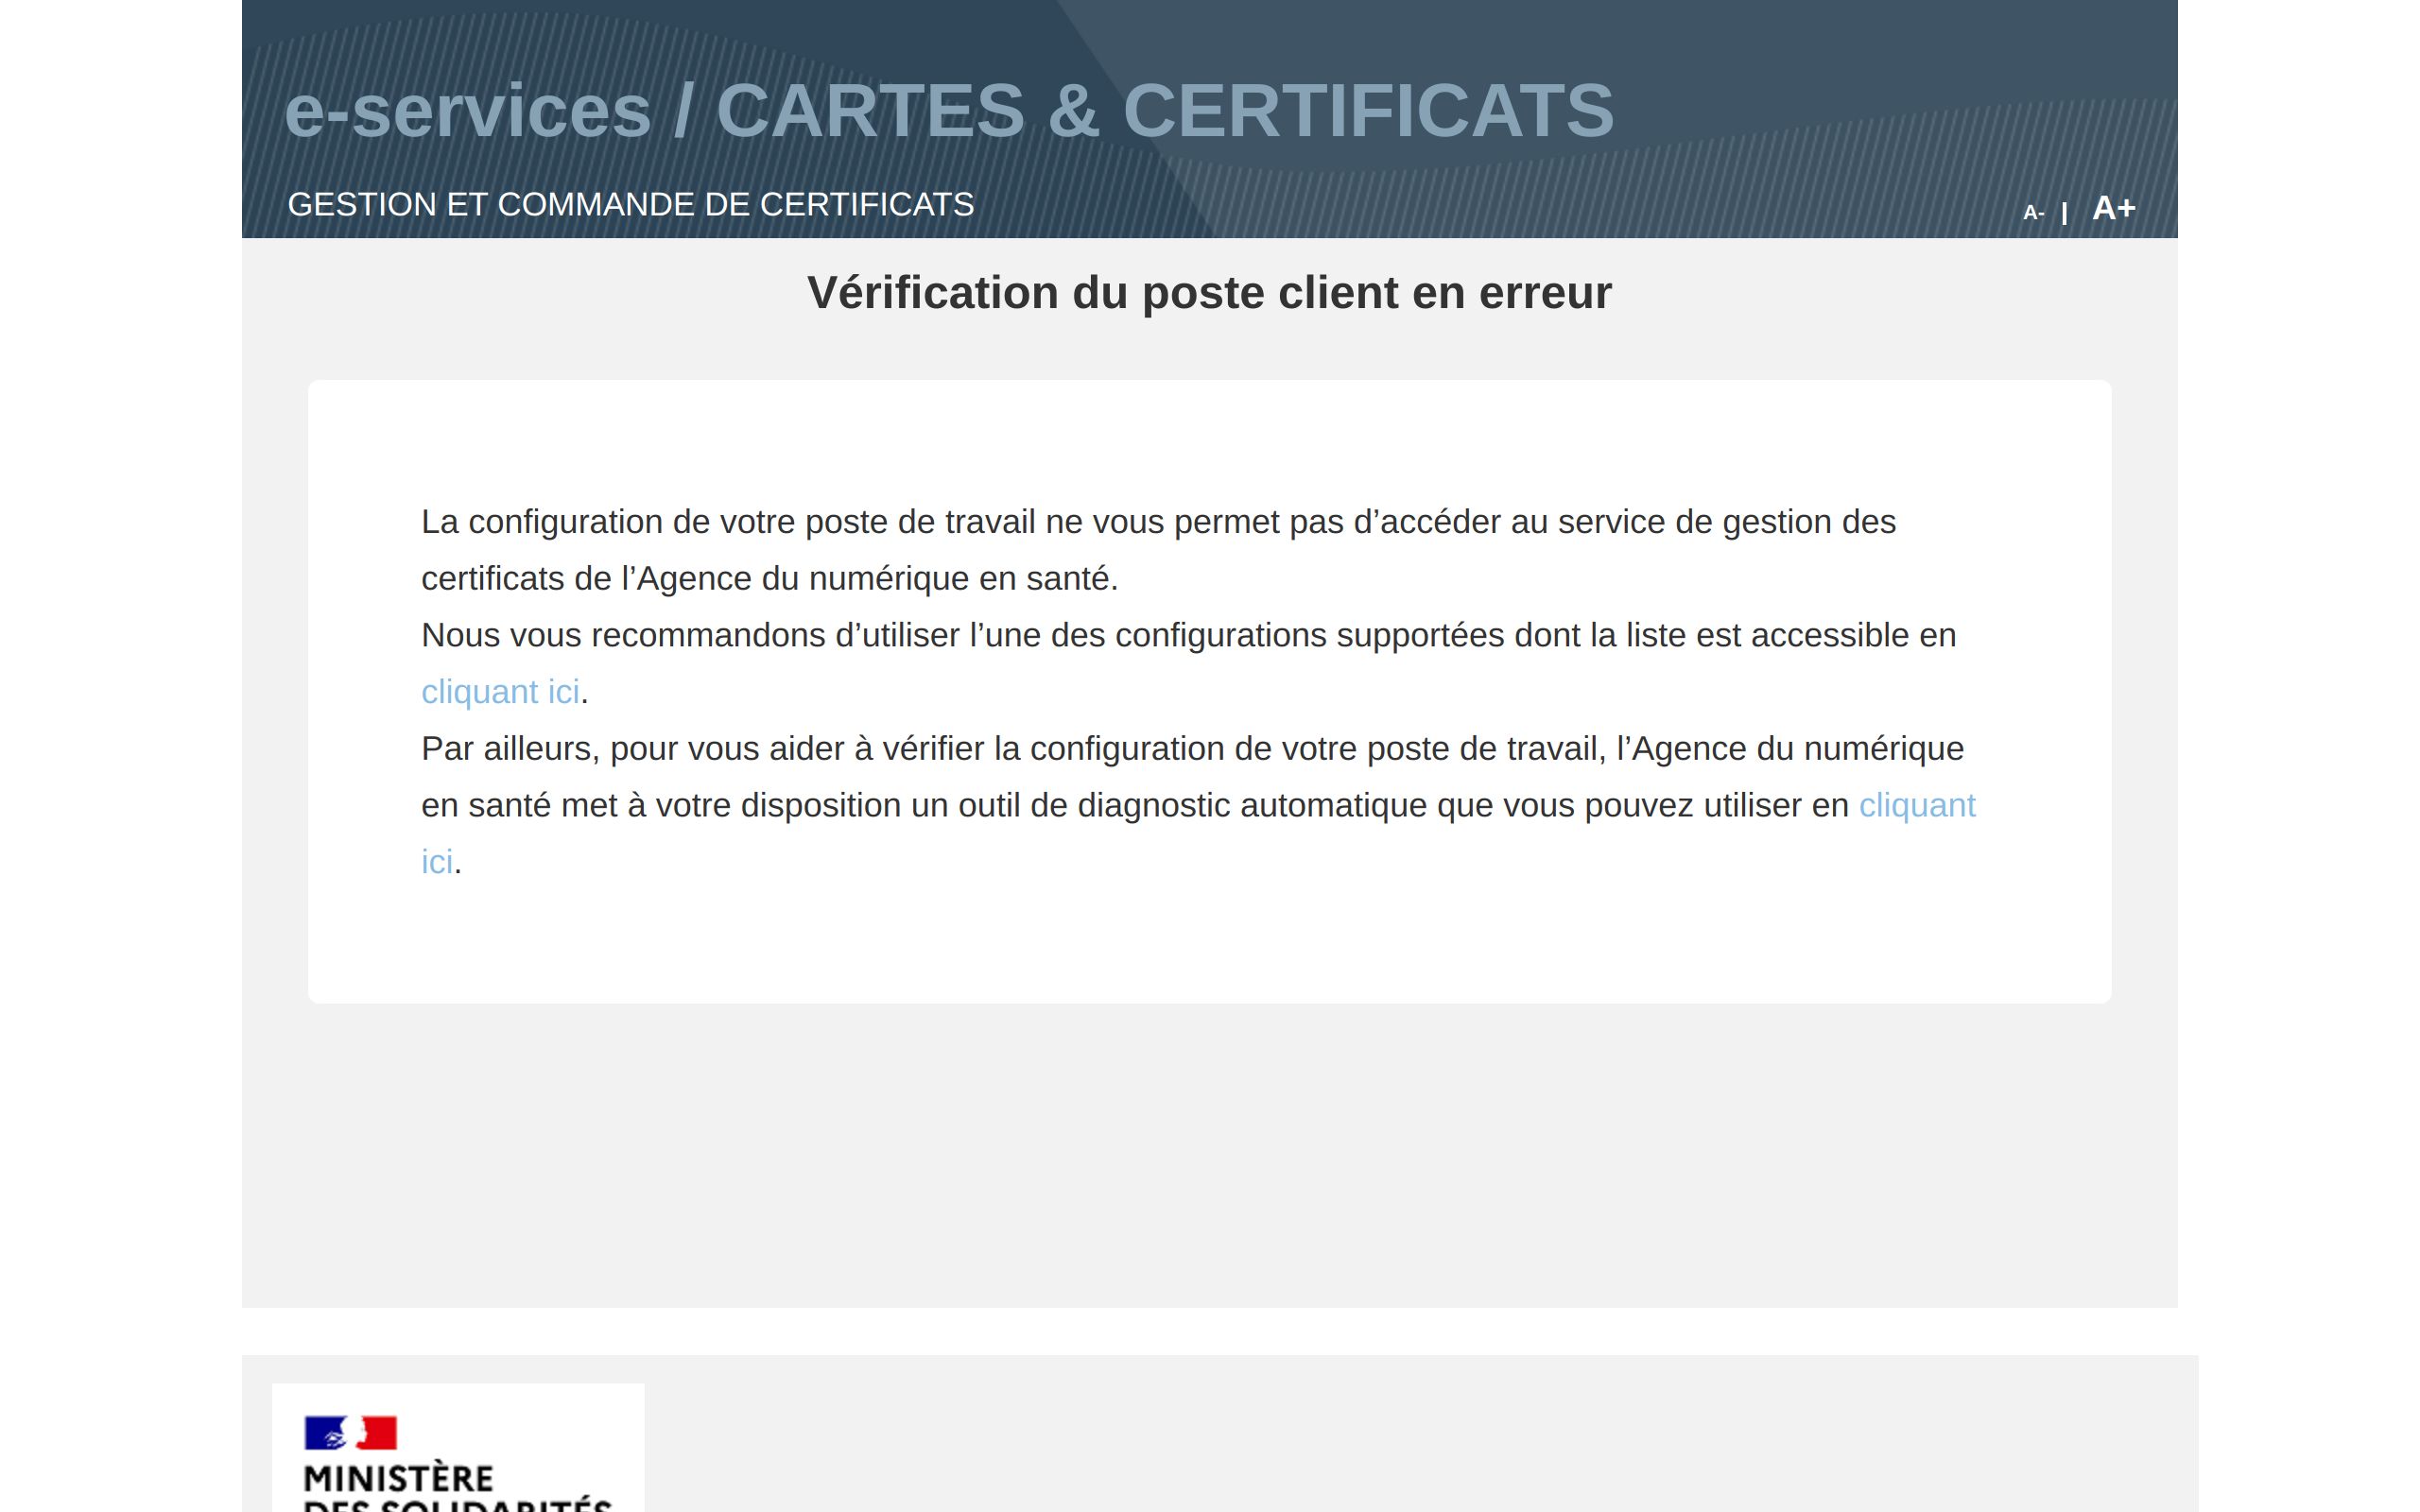 e-services / CARTES & CERTIFICATS
GESTION ET COMMANDE DE CERTIFICATS
A- | A+
Vérification du poste client en erreur
La configuration de votre poste de travail ne vous permet pas d’accéder au service de gestion des
certificats de l’Agence du numérique en santé.
Nous vous recommandons d’utiliser l’une des configurations supportées dont la liste est accessible en
cliquant ici.
Par ailleurs, pour vous aider à vérifier la configuration de votre poste de travail, l’Agence du numérique
en santé met à votre disposition un outil de diagnostic automatique que vous pouvez utiliser en cliquant
ici.
MINISTÈRE
DES SOLIDARITÉS